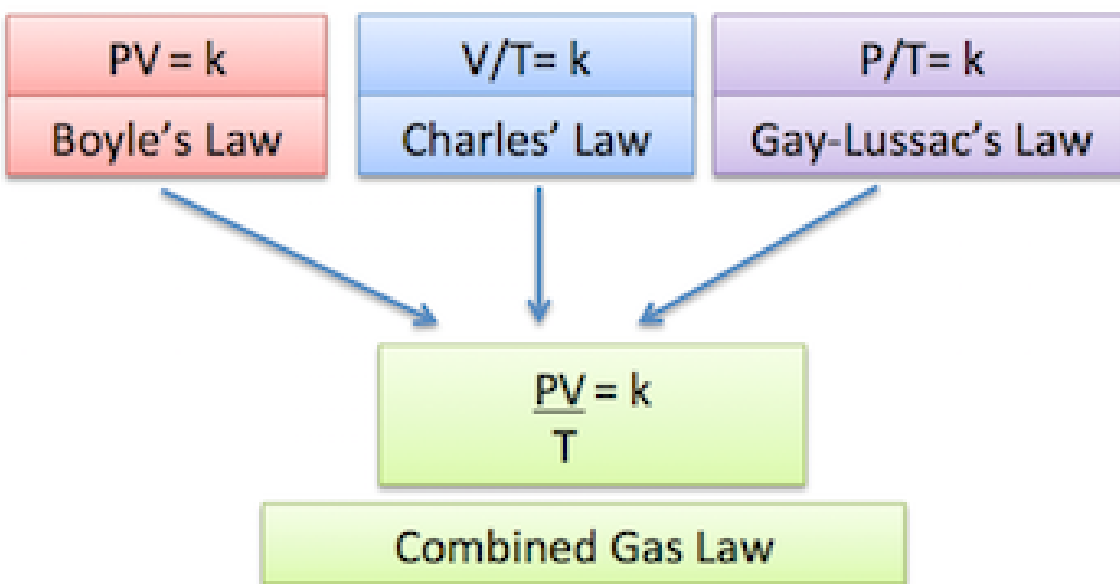 PV = k
Boyle's Law
V/T= k
Charles' Law
P/T= k
Gay-Lussac's Law
PV = k
T
Combined Gas Law